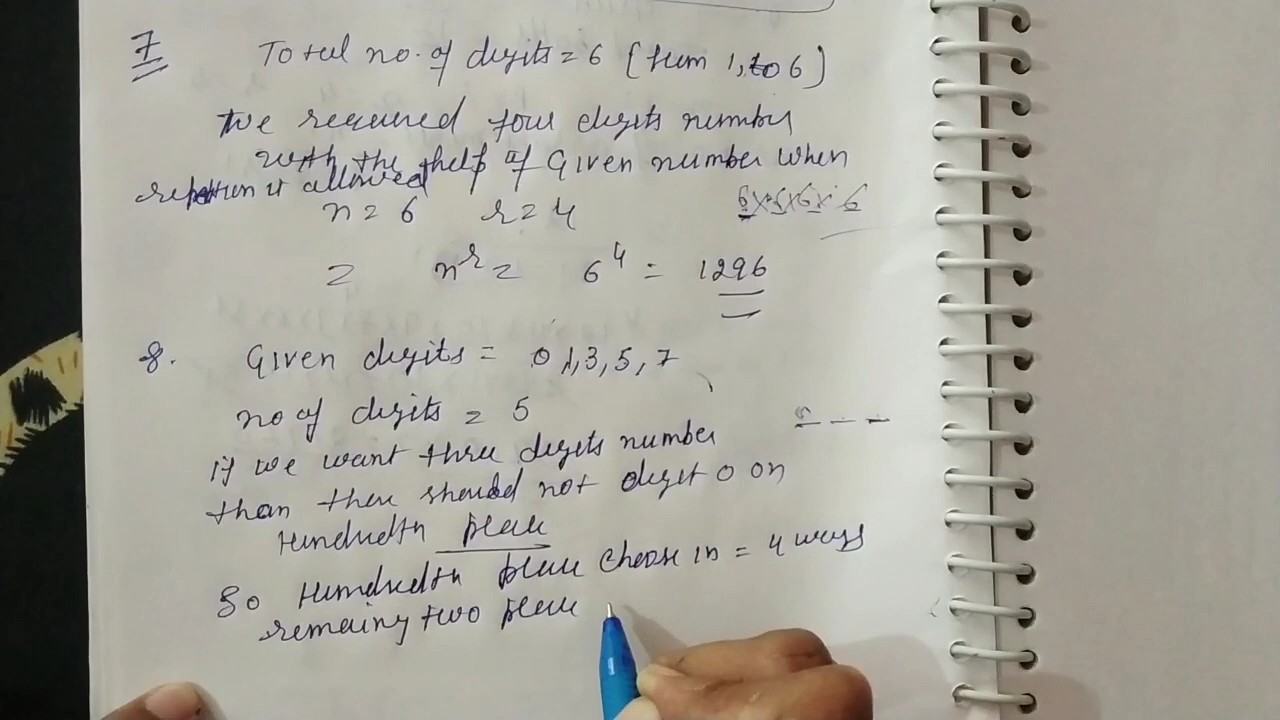 7 Total no. of digits = 6 (from 1, to 6)
We required four digits number
with the help of Given number when
repetition is allowed
n = 6 r = 4 6×6×6×6
= n^r = 6^4 = 1296
8. Given digits = 0 1,3,5,7
no of digits = 5
if we want three digits number
than there should not digit 0 on
Hundredth place
So Hundredth place choose in = 4 ways
remaing two place